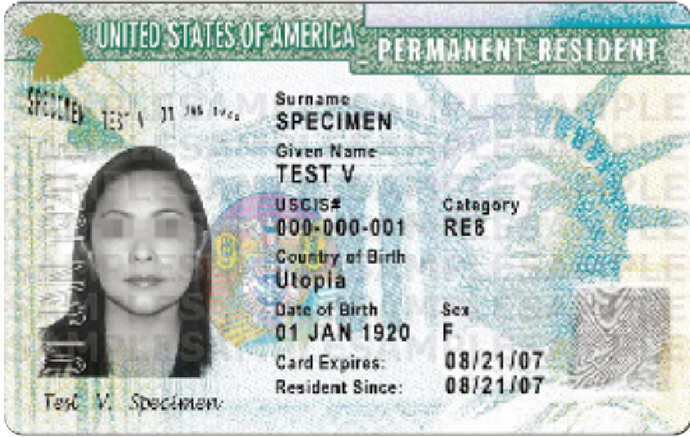 UNITED STATES OF AMERICA
PERMANENT RESIDENT
SPECIMEN TEST V 01 JAN
Surname
SPECIMEN
Given Name
TEST V
USCIS# Category
000-000-001 RE8
Country of Birth
Utopia
Date of Birth Sex
01 JAN 1920 F
Card Expires: 08/21/07
Resident Since: 08/21/07
Test V. Specimen